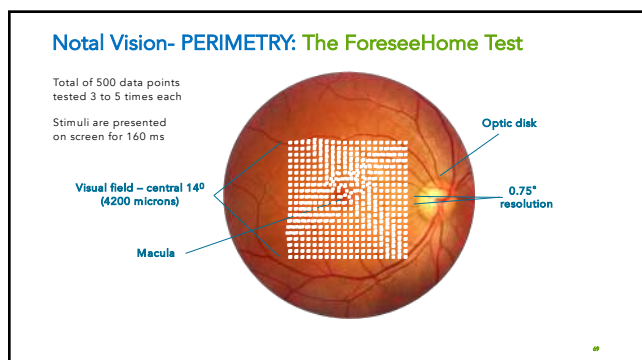 Notal Vision- PERIMETRY: The ForeseeHome Test
Total of 500 data points
tested 3 to 5 times each
Stimuli are presented
on screen for 160 ms
Optic disk
Visual field – central 14⁰
(4200 microns)
0.75°
resolution
Macula